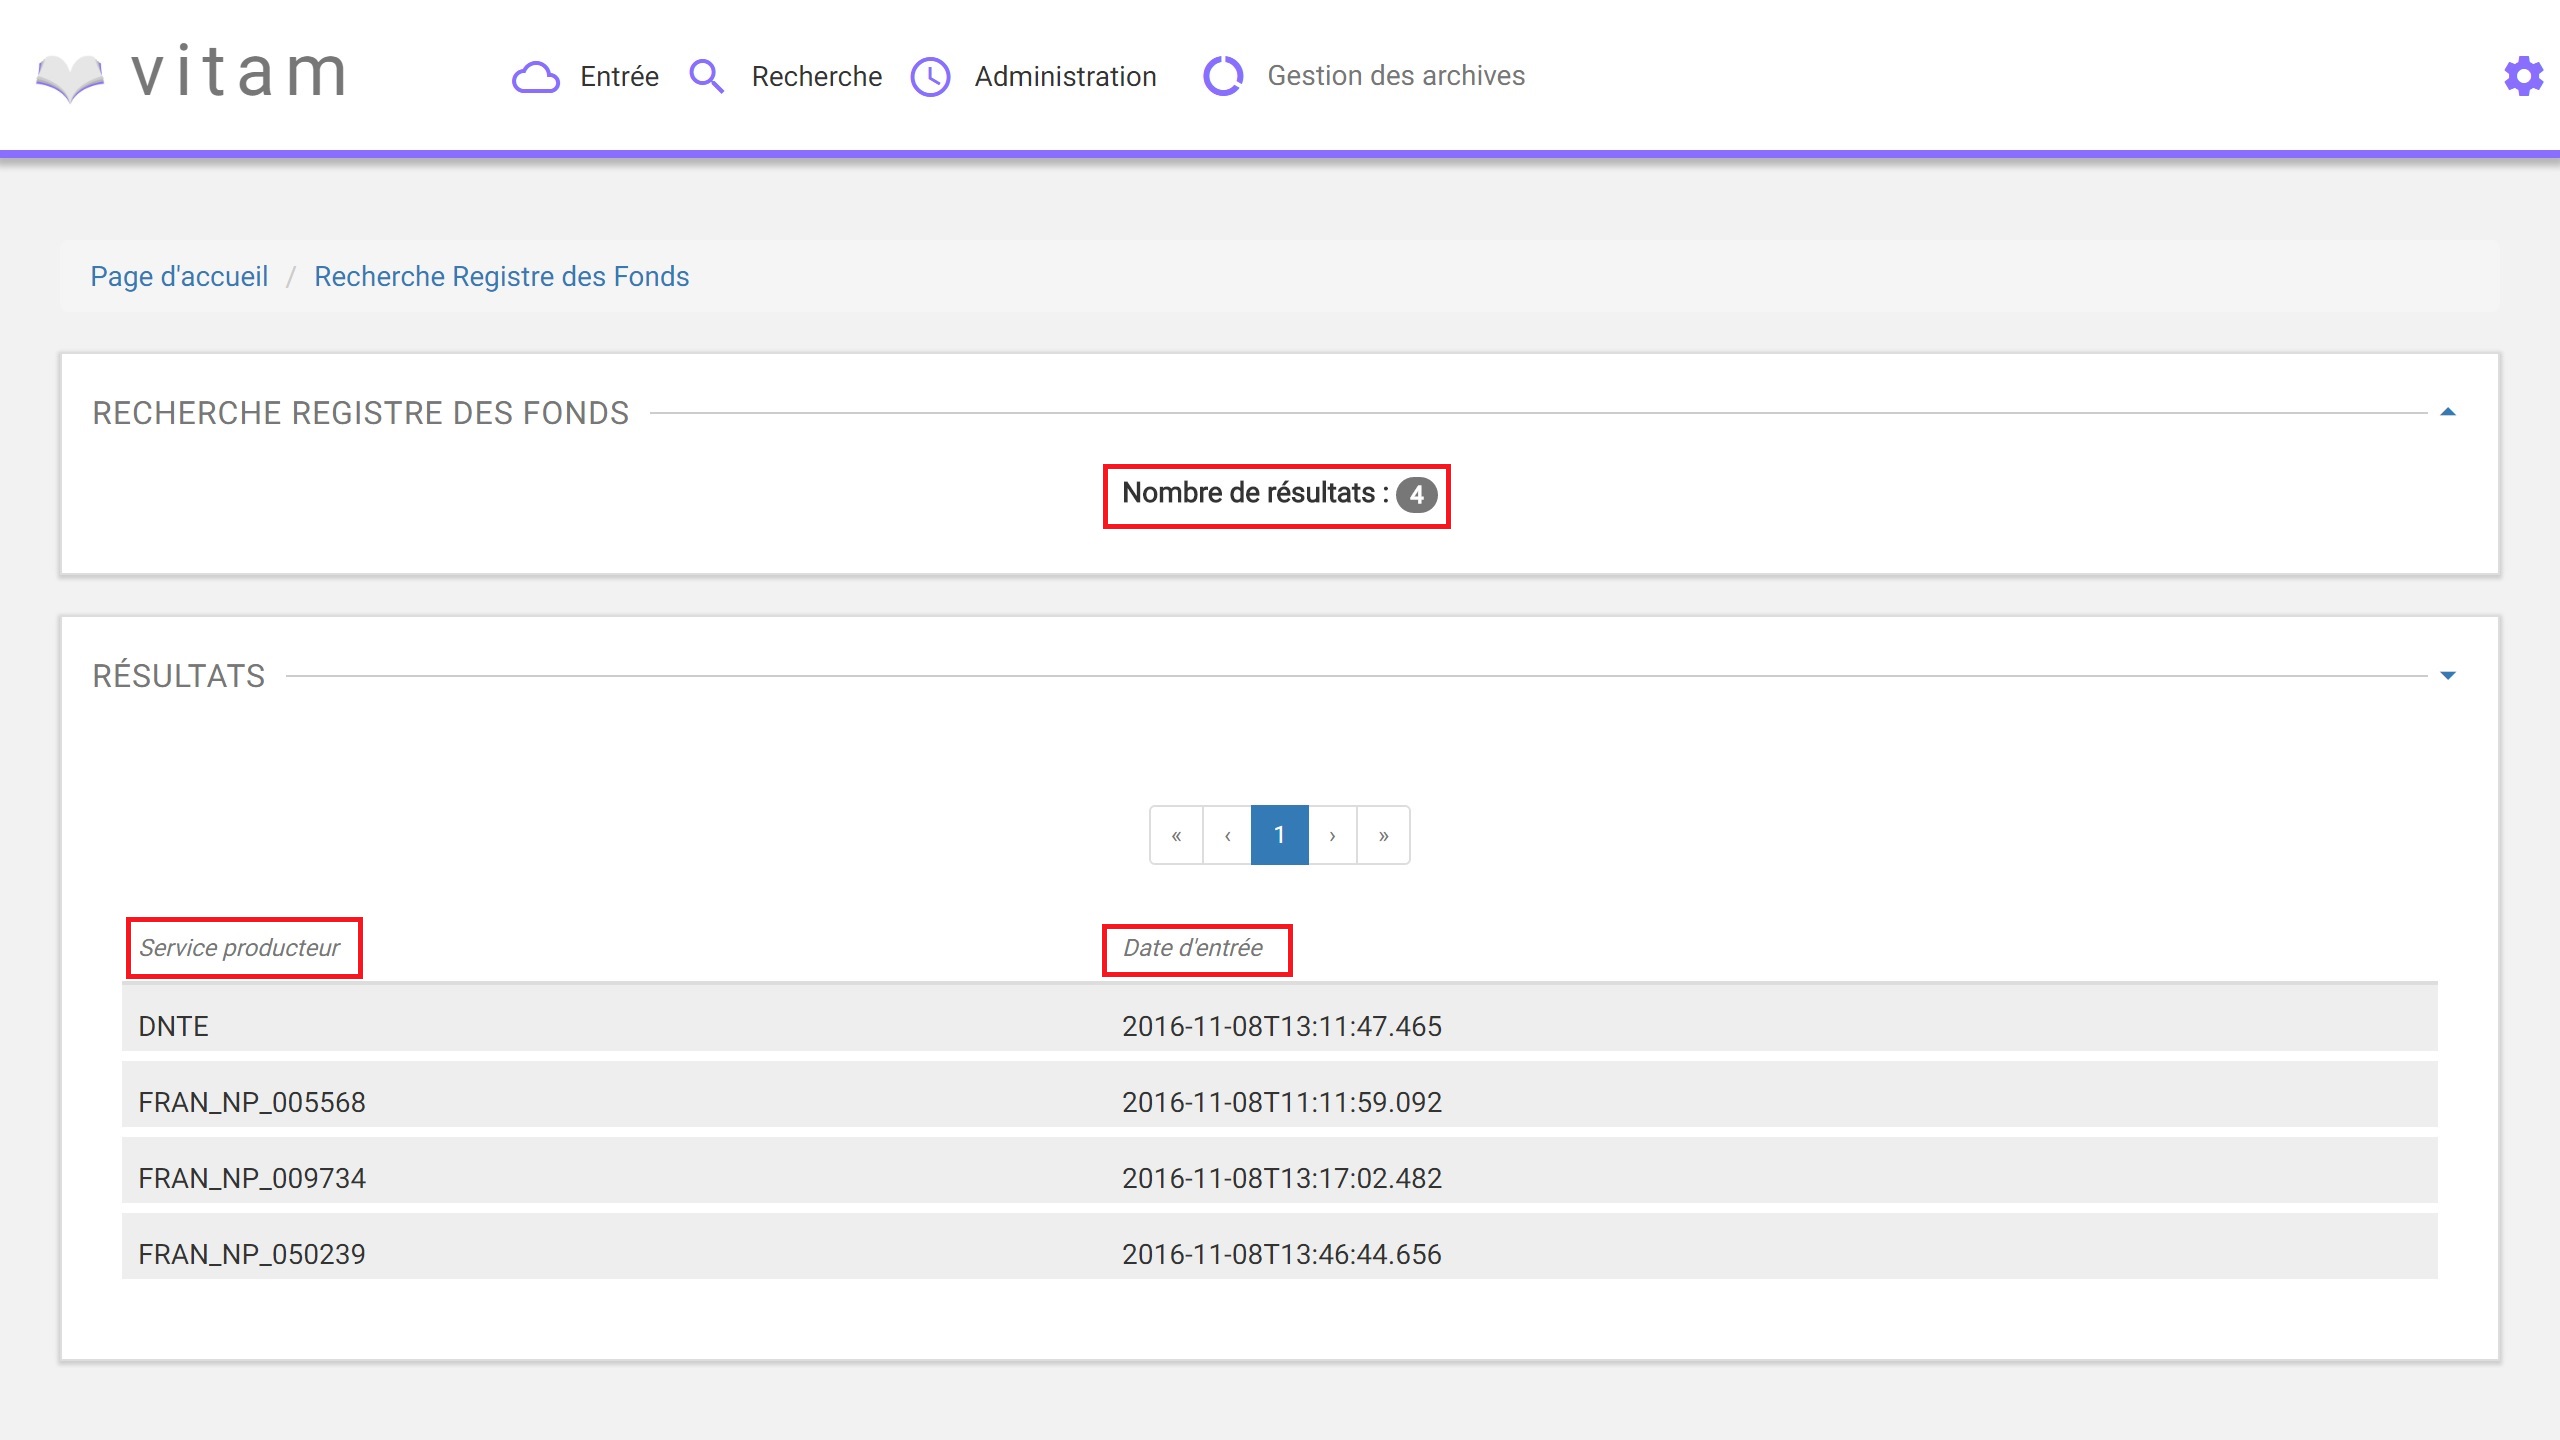 vitam
Entrée Recherche Administration Gestion des archives
Page d'accueil / Recherche Registre des Fonds
RECHERCHE REGISTRE DES FONDS
Nombre de résultats : 4
RÉSULTATS
« ‹ 1 › »
Service producteur Date d'entrée
DNTE 2016-11-08T13:11:47.465
FRAN_NP_005568 2016-11-08T11:11:59.092
FRAN_NP_009734 2016-11-08T13:17:02.482
FRAN_NP_050239 2016-11-08T13:46:44.656